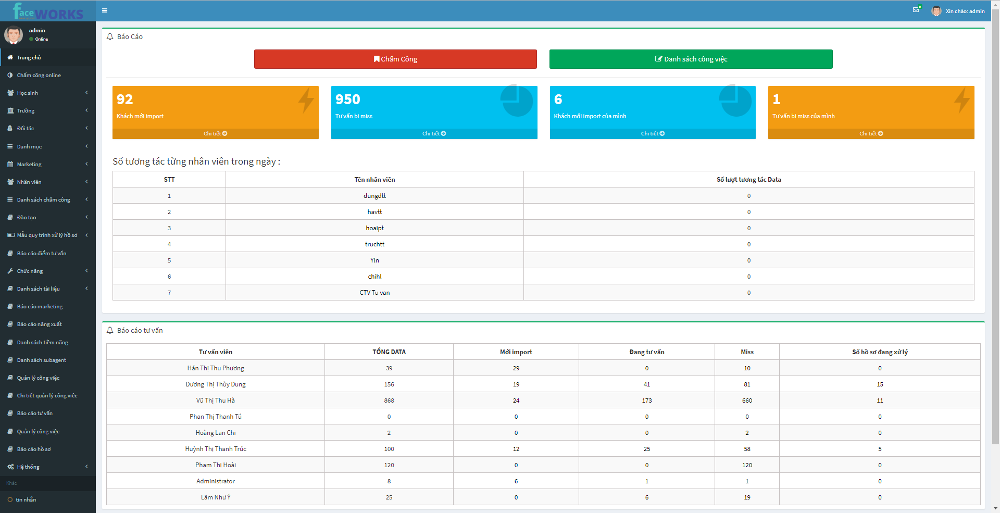 faceWORKS
Xin chào: admin
0
admin
Online
Trang chủ
Chấm công online
Học sinh
Trường
Đối tác
Danh mục
Marketing
Nhân viên
Danh sách chấm công
Đào tạo
Mẫu quy trình xử lý hồ sơ
Báo cáo điểm tư vấn
Chức năng
Danh sách tài liệu
Báo cáo marketing
Báo cáo năng xuất
Danh sách tiềm năng
Danh sách subagent
Quản lý công việc
Chi tiết quản lý công viêc
Báo cáo tư vấn
Quản lý công việc
Báo cáo hồ sơ
Hệ thống
Khác
tin nhắn
Báo Cáo
Chấm Công
Danh sách công việc
92
Khách mới import
Chi tiết
950
Tư vấn bị miss
Chi tiết
6
Khách mới import của mình
Chi tiết
1
Tư vấn bị miss của mình
Chi tiết
Số tương tác từng nhân viên trong ngày :
STT Tên nhân viên Số lượt tương tác Data
1 dungdtt 0
2 havtt 0
3 hoaipt 0
4 truchtt 0
5 Yln 0
6 chihl 0
7 CTV Tu van 0
Báo cáo tư vấn
Tư vấn viên TỔNG DATA Mới import Đang tư vấn Miss Số hồ sơ đang xử lý
Hán Thị Thu Phương 39 29 0 10 0
Dương Thị Thùy Dung 156 19 41 81 15
Vũ Thị Thu Hà 868 24 173 660 11
Phan Thị Thanh Tú 0 0 0 0 0
Hoàng Lan Chi 2 0 0 2 0
Huỳnh Thị Thanh Trúc 100 12 25 58 5
Phạm Thị Hoài 120 0 0 120 0
Administrator 8 6 1 1 0
Lâm Như Ý 25 0 6 19 0